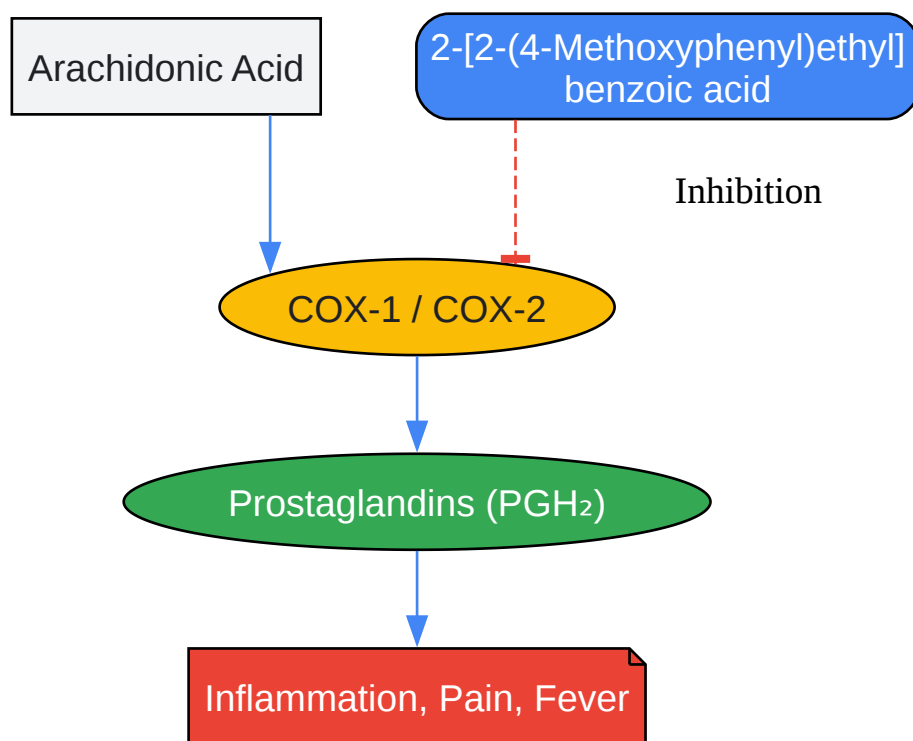 Arachidonic Acid
2-[2-(4-Methoxyphenyl)ethyl]
benzoic acid
Inhibition
COX-1 / COX-2
Prostaglandins (PGH₂)
Inflammation, Pain, Fever